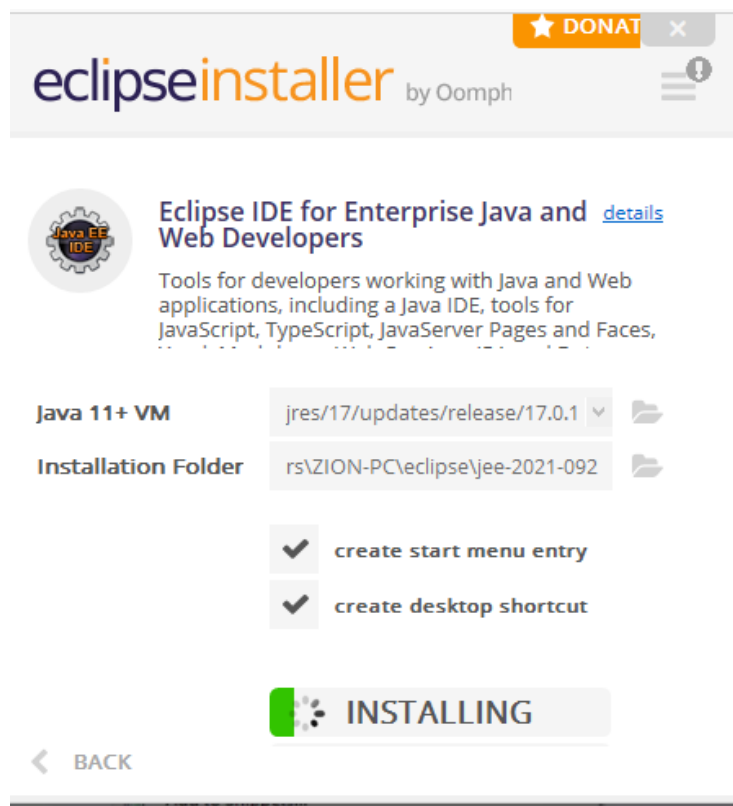 DONAT
eclipseinstaller by Oomph
Java EE
IDE
Eclipse IDE for Enterprise Java and details
Web Developers
Tools for developers working with Java and Web
applications, including a Java IDE, tools for
JavaScript, TypeScript, JavaServer Pages and Faces,
Java 11+ VM
jres/17/updates/release/17.0.1
Installation Folder
rs\ZION-PC\eclipse\jee-2021-092
create start menu entry
create desktop shortcut
INSTALLING
BACK